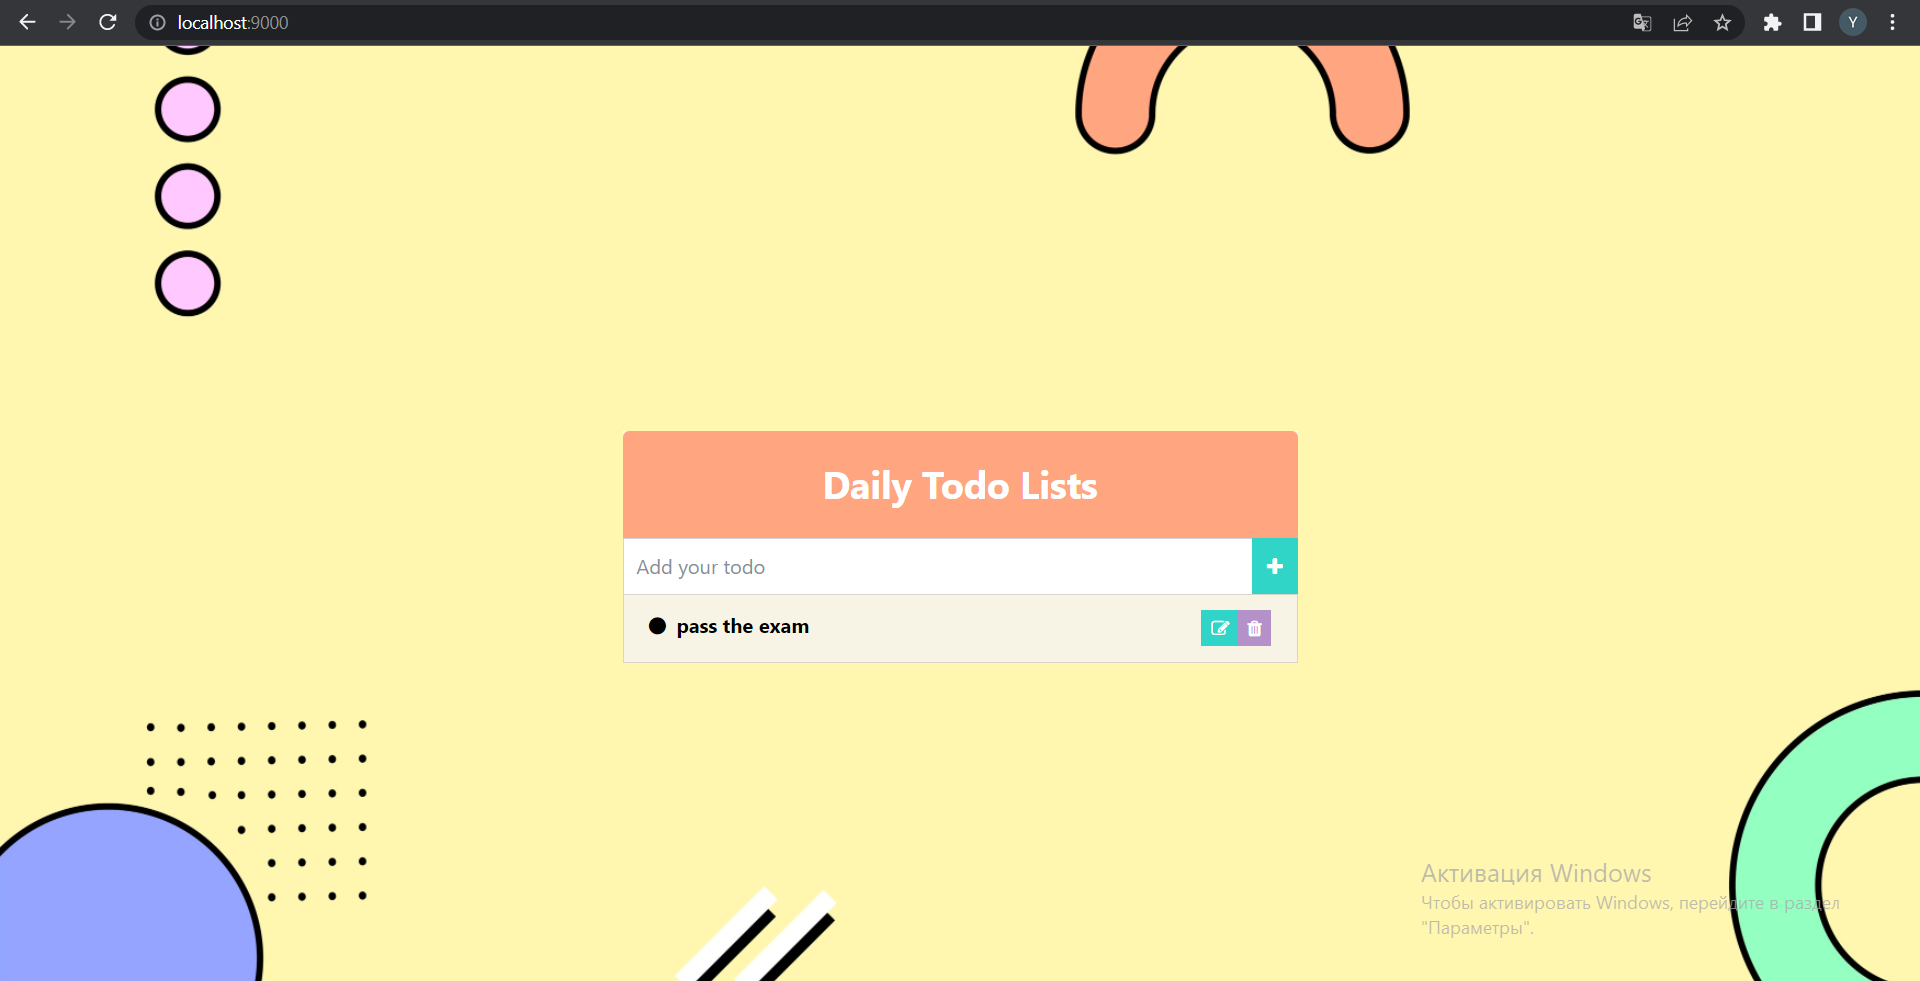 localhost:9000
Y
Daily Todo Lists
Add your todo
pass the exam
Активация Windows
Чтобы активировать Windows, перейдите в раздел
"Параметры".